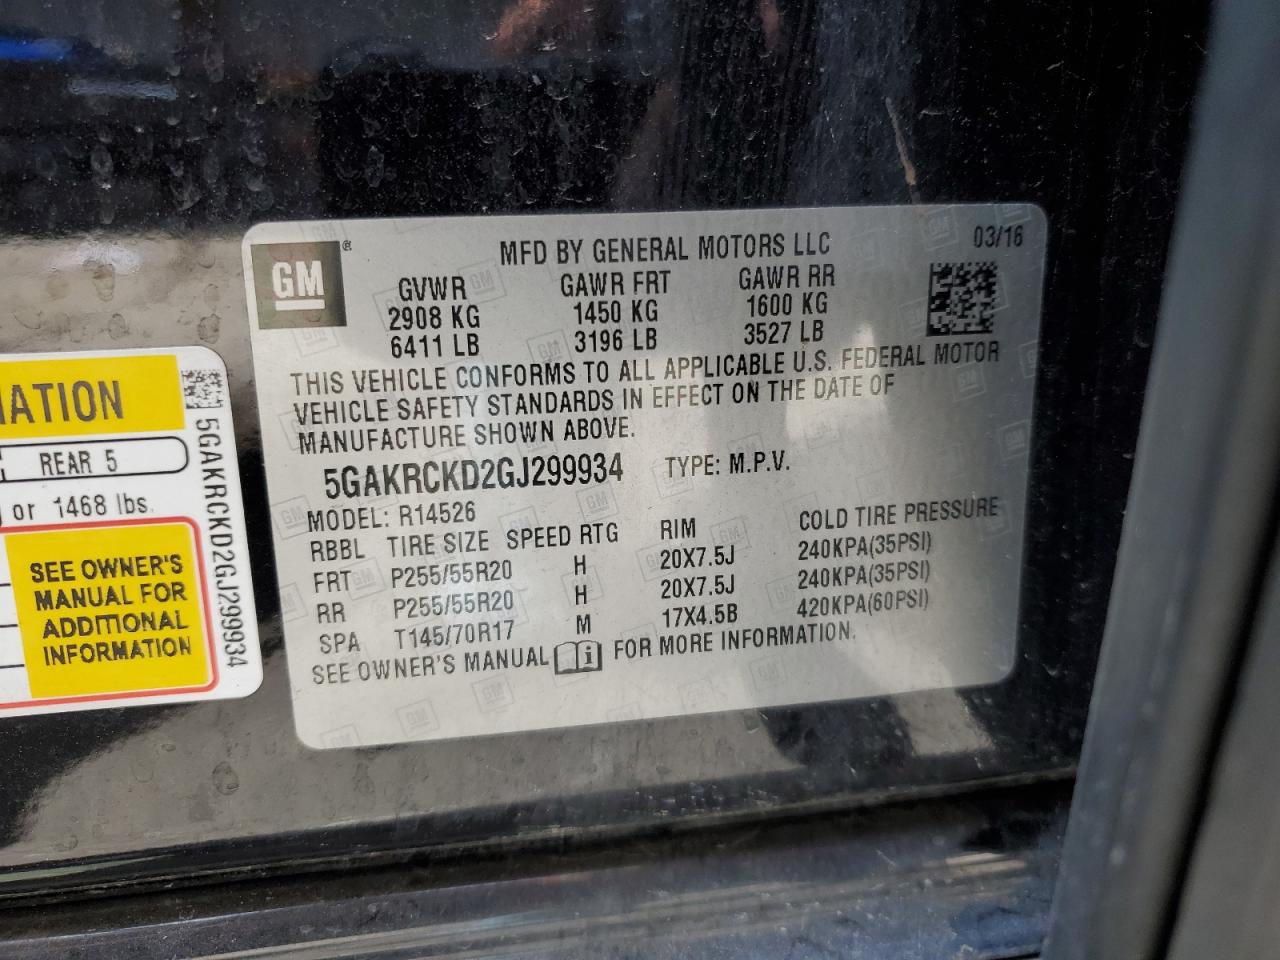 GM ®
MFD BY GENERAL MOTORS LLC
03/16
GVWR GAWR FRT GAWR RR
2908 KG 1450 KG 1600 KG
6411 LB 3196 LB 3527 LB
THIS VEHICLE CONFORMS TO ALL APPLICABLE U.S. FEDERAL MOTOR
VEHICLE SAFETY STANDARDS IN EFFECT ON THE DATE OF
MANUFACTURE SHOWN ABOVE.
5GAKRCKD2GJ299934 TYPE: M.P.V.
MODEL: R14526
RBBL TIRE SIZE SPEED RTG RIM COLD TIRE PRESSURE
FRT P255/55R20 H 20X7.5J 240KPA(35PSI)
RR P255/55R20 H 20X7.5J 240KPA(35PSI)
SPA T145/70R17 M 17X4.5B 420KPA(60PSI)
SEE OWNER'S MANUAL i FOR MORE INFORMATION.
REAR 5
or 1468 lbs.
SEE OWNER'S
MANUAL FOR
ADDITIONAL
INFORMATION
5GAKRCKD2GJ299934